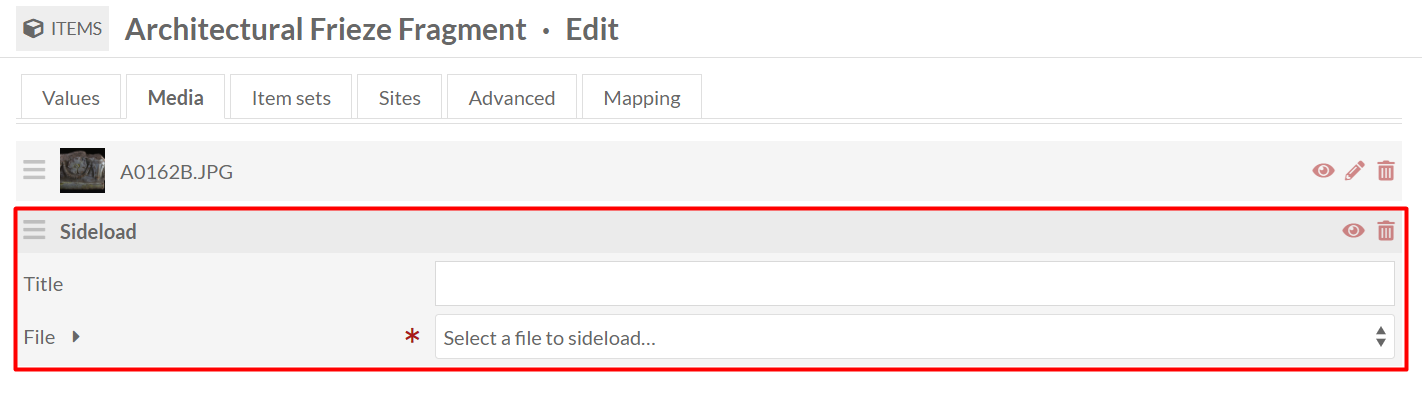 ITEMS Architectural Frieze Fragment · Edit
Values Media Item sets Sites Advanced Mapping
A0162B.JPG
Sideload
Title
File * Select a file to sideload...